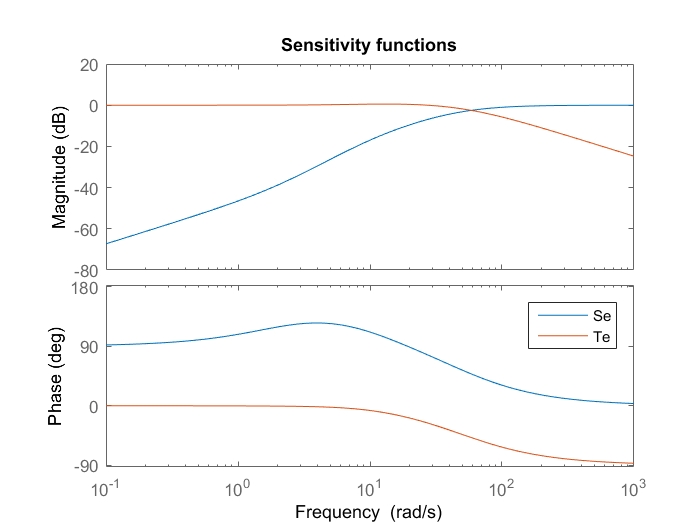 Sensitivity functions
Magnitude (dB)
20
0
-20
-40
-60
-80
Phase (deg)
180
90
0
-90
Se
Te
10^-1 10^0 10^1 10^2 10^3
Frequency (rad/s)